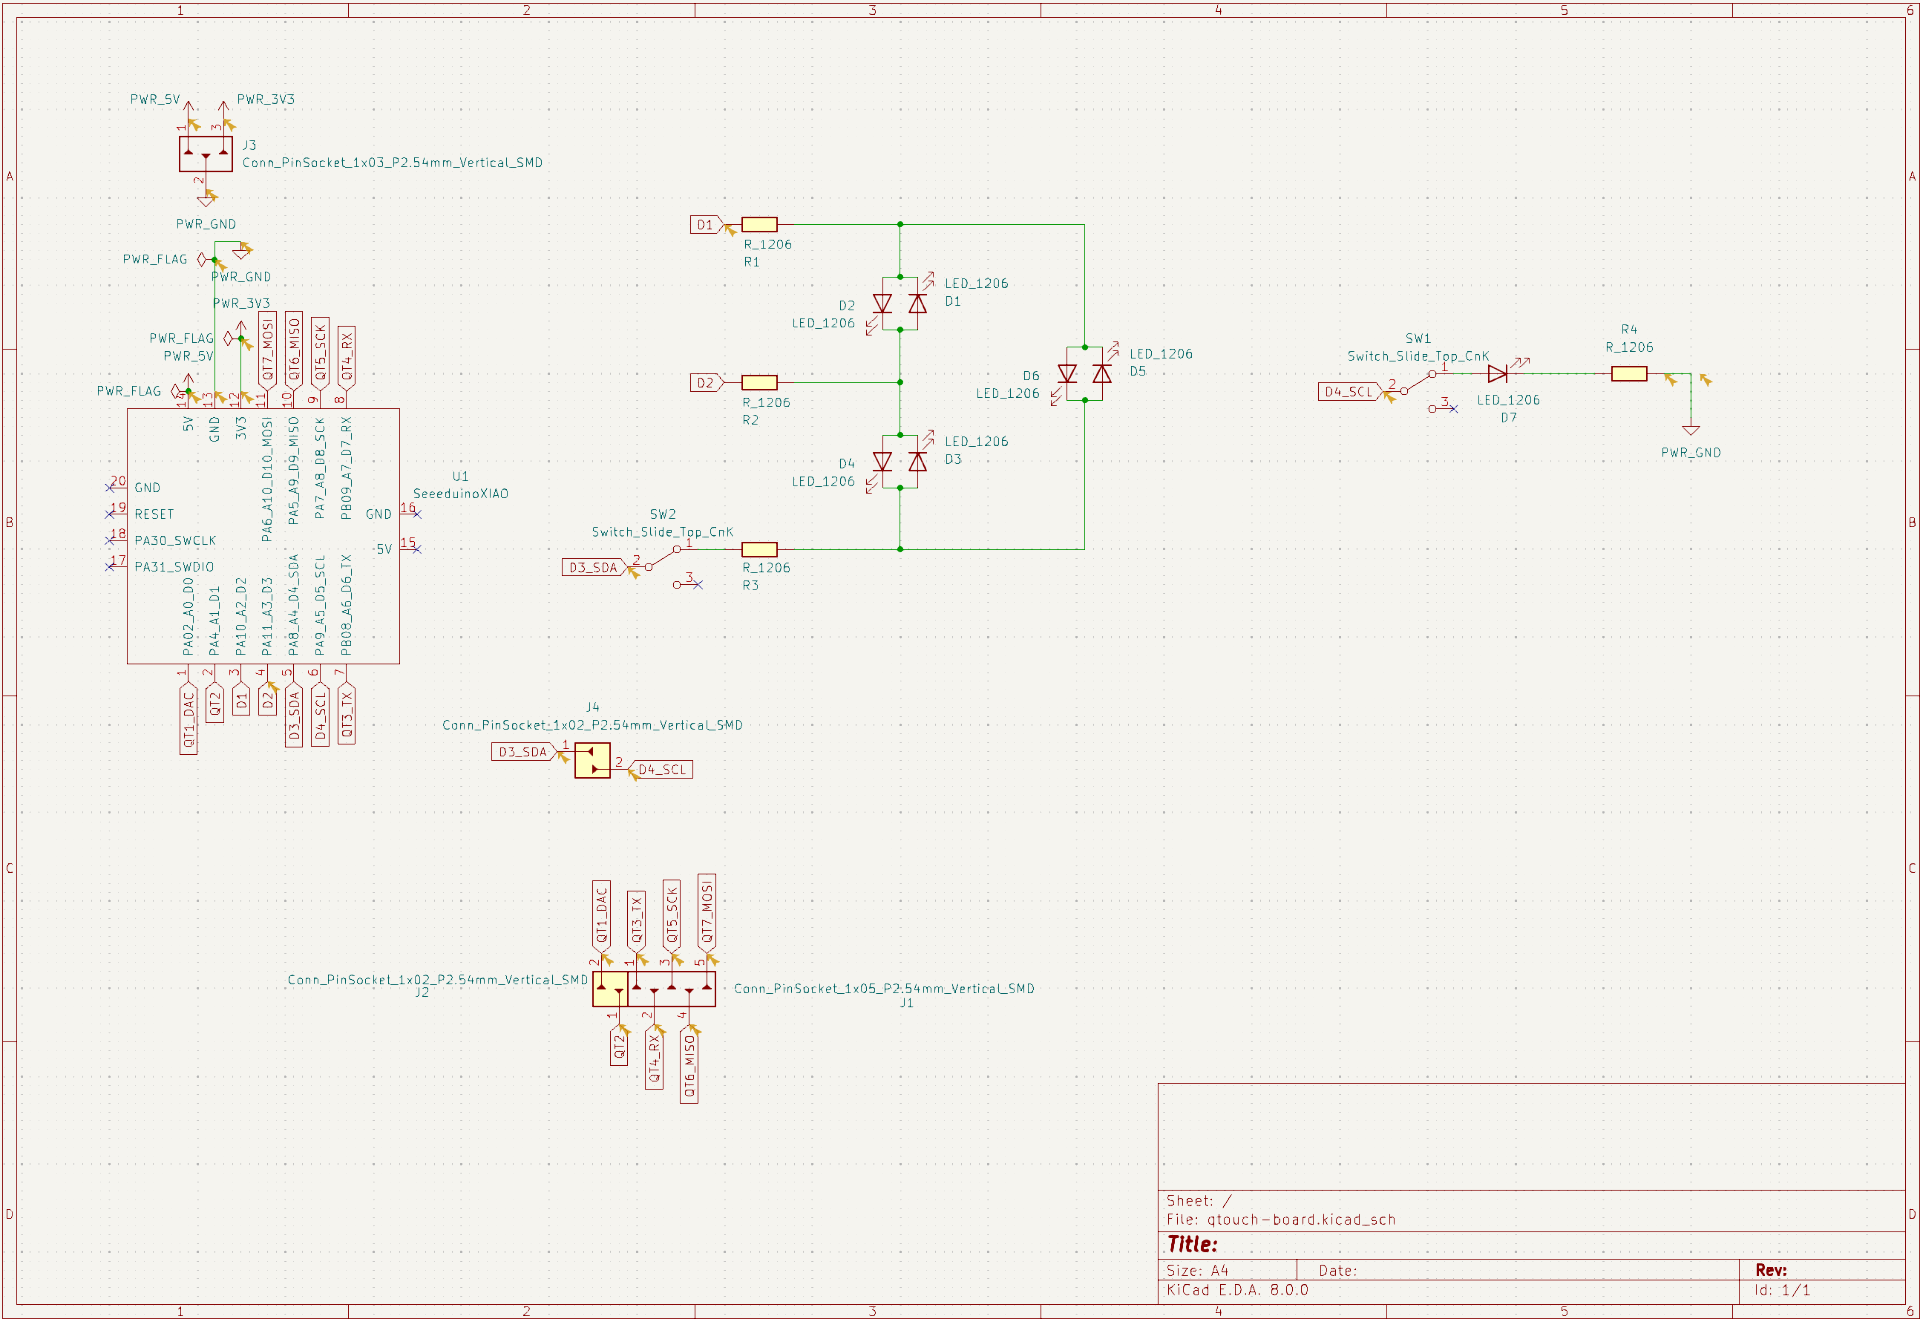 1 2 3 4 5 6
A
B
C
D
PWR_5V PWR_3V3
1 3
J3
Conn_PinSocket_1x03_P2.54mm_Vertical_SMD
2
PWR_GND
PWR_FLAG
PWR_GND
PWR_3V3
PWR_FLAG
PWR_5V
PWR_FLAG
QT7_MOSI
QT6_MISO
QT5_SCK
QT4_RX
14 13 12 11 10 9 8
5V
GND
3V3
PA6_A10_D10_MOSI
PA5_A9_D9_MISO
PA7_A8_D8_SCK
PB09_A7_D7_RX
20 GND
19 RESET
18 PA30_SWCLK
17 PA31_SWDIO
GND 16
5V 15
U1
SeeeduinoXIAO
PA02_A0_D0
PA4_A1_D1
PA10_A2_D2
PA11_A3_D3
PA8_A4_D4_SDA
PA9_A5_D5_SCL
PB08_A6_D6_TX
1 2 3 4 5 6 7
QT1_DAC
QT2
D1
D2
D3_SDA
D4_SCL
QT3_TX
D1
R_1206
R1
D2
LED_1206
LED_1206
D1
D2
R_1206
R2
D4
LED_1206
LED_1206
D3
D6
LED_1206
LED_1206
D5
SW2
Switch_Slide_Top_CnK
D3_SDA 2 1
3
R_1206
R3
SW1
Switch_Slide_Top_CnK
D4_SCL 2 1
3
LED_1206
D7
R4
R_1206
PWR_GND
J4
Conn_PinSocket_1x02_P2.54mm_Vertical_SMD
D3_SDA 1
2 D4_SCL
QT1_DAC
QT3_TX
QT5_SCK
QT7_MOSI
2 1 3 5
Conn_PinSocket_1x02_P2.54mm_Vertical_SMD
J2
Conn_PinSocket_1x05_P2.54mm_Vertical_SMD
J1
1 2 4
QT2
QT4_RX
QT6_MISO
Sheet: /
File: qtouch-board.kicad_sch
Title:
Size: A4 Date: Rev:
KiCad E.D.A. 8.0.0 Id: 1/1
A
B
C
D
1 2 3 4 5 6